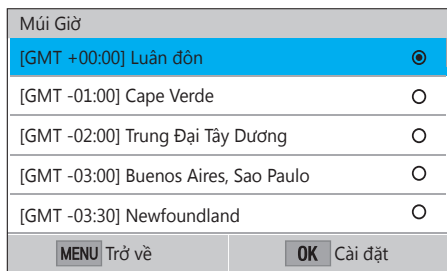 Múi Giờ
[GMT +00:00] Luân đôn
[GMT -01:00] Cape Verde
[GMT -02:00] Trung Đại Tây Dương
[GMT -03:00] Buenos Aires, Sao Paulo
[GMT -03:30] Newfoundland
MENU Trở về OK Cài đặt